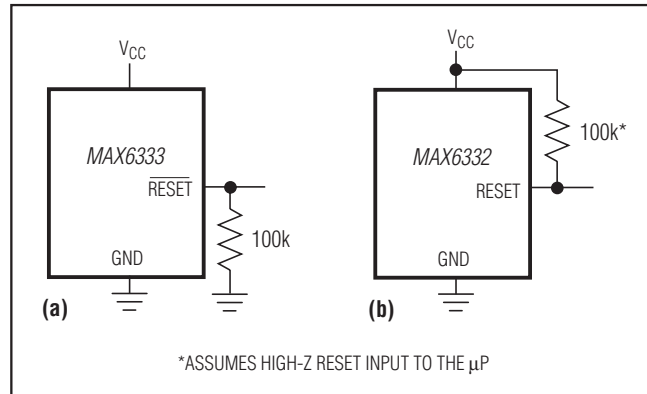 VCC
MAX6333
RESET
100k
GND
(a)
VCC
100k*
MAX6332
RESET
GND
(b)
*ASSUMES HIGH-Z RESET INPUT TO THE µP